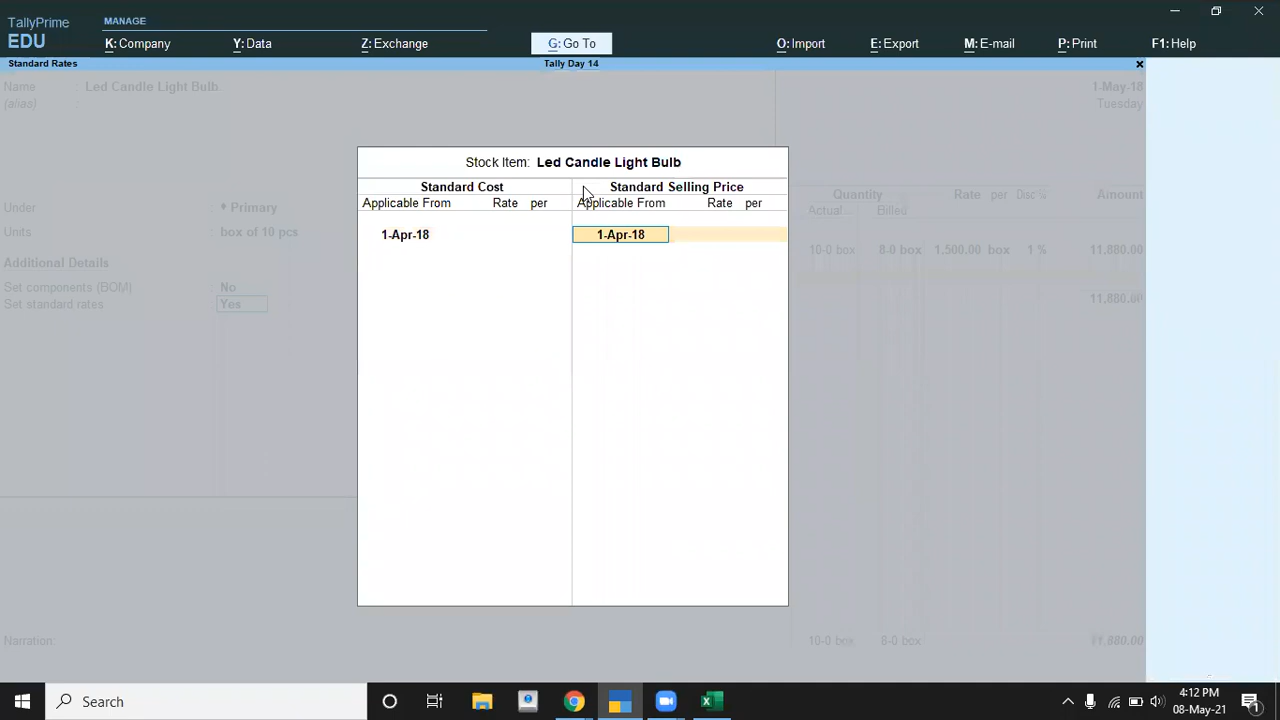 TallyPrime
EDU
MANAGE
K: Company
Y: Data
Z: Exchange
G: Go To
O: Import
E: Export
M: E-mail
P: Print
F1: Help
Standard Rates
Tally Day 14
Name : Led Candle Light Bulb
(alias) :
1-May-18
Tuesday
Stock Item: Led Candle Light Bulb
Standard Cost
Standard Selling Price
Applicable From Rate per
Applicable From Rate per
1-Apr-18
1-Apr-18
Under : ♦ Primary
Units : box of 10 pcs
Additional Details
Set components (BOM) : No
Set standard rates : Yes
Quantity Rate per Disc % Amount
Actual Billed
10-0 box 8-0 box 1,500.00 box 1 % 11,880.00
11,880.00
Narration:
10-0 box 8-0 box 11,880.00
Search
4:12 PM
08-May-21
1